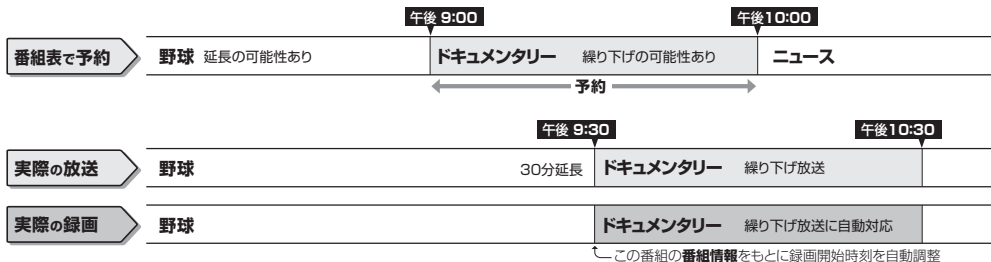 午後 9:00 午後10:00
番組表で予約 野球 延長の可能性あり ドキュメンタリー 繰り下げの可能性あり ニュース
予約
午後 9:30 午後10:30
実際の放送 野球 30分延長 ドキュメンタリー 繰り下げ放送
実際の録画 野球 ドキュメンタリー 繰り下げ放送に自動対応
この番組の番組情報をもとに録画開始時刻を自動調整